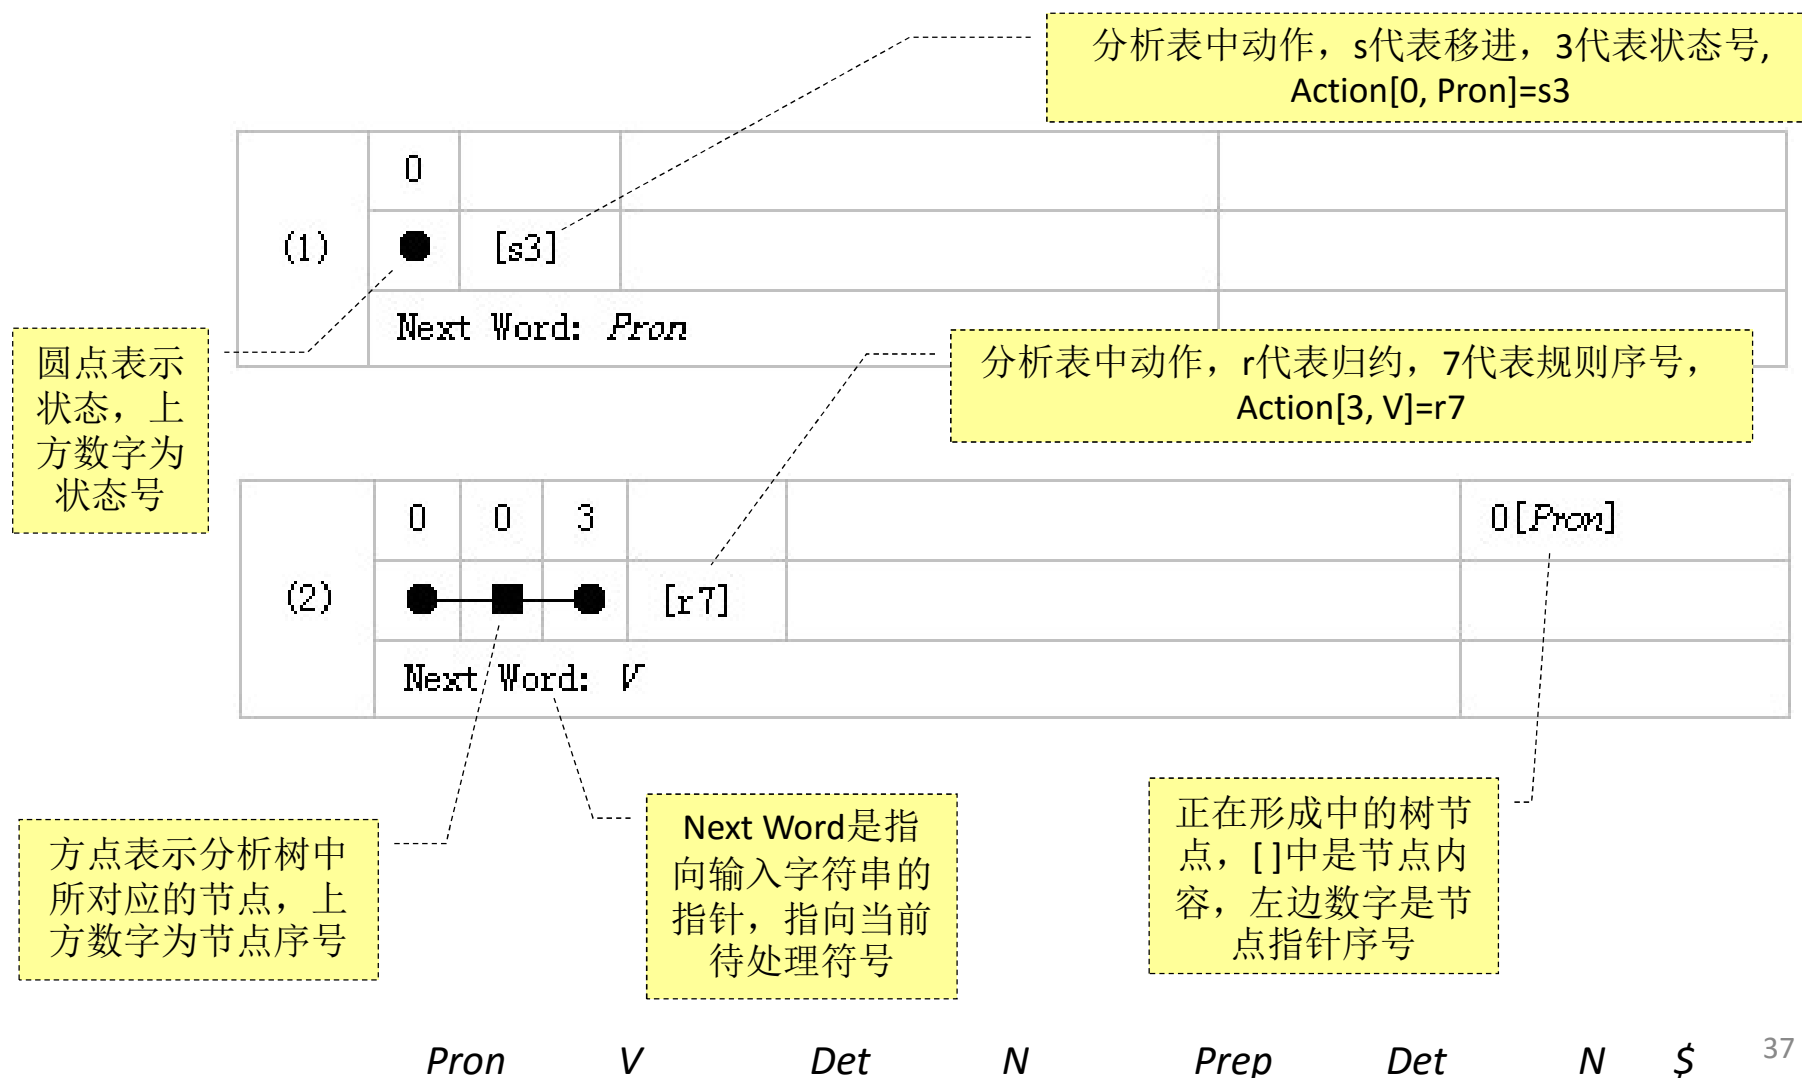 分析表中动作，s代表移进，3代表状态号,
Action[0, Pron]=s3
0
(1)
[s3]
Next Word: Pron
圆点表示
状态，上
方数字为
状态号
分析表中动作，r代表归约，7代表规则序号，
Action[3, V]=r7
0 0 3
0[Pron]
(2)
[r7]
Next Word: V
方点表示分析树中
所对应的节点，上
方数字为节点序号
Next Word是指
向输入字符串的
指针，指向当前
待处理符号
正在形成中的树节
点，[ ]中是节点内
容，左边数字是节
点指针序号
Pron V Det N Prep Det N $
37